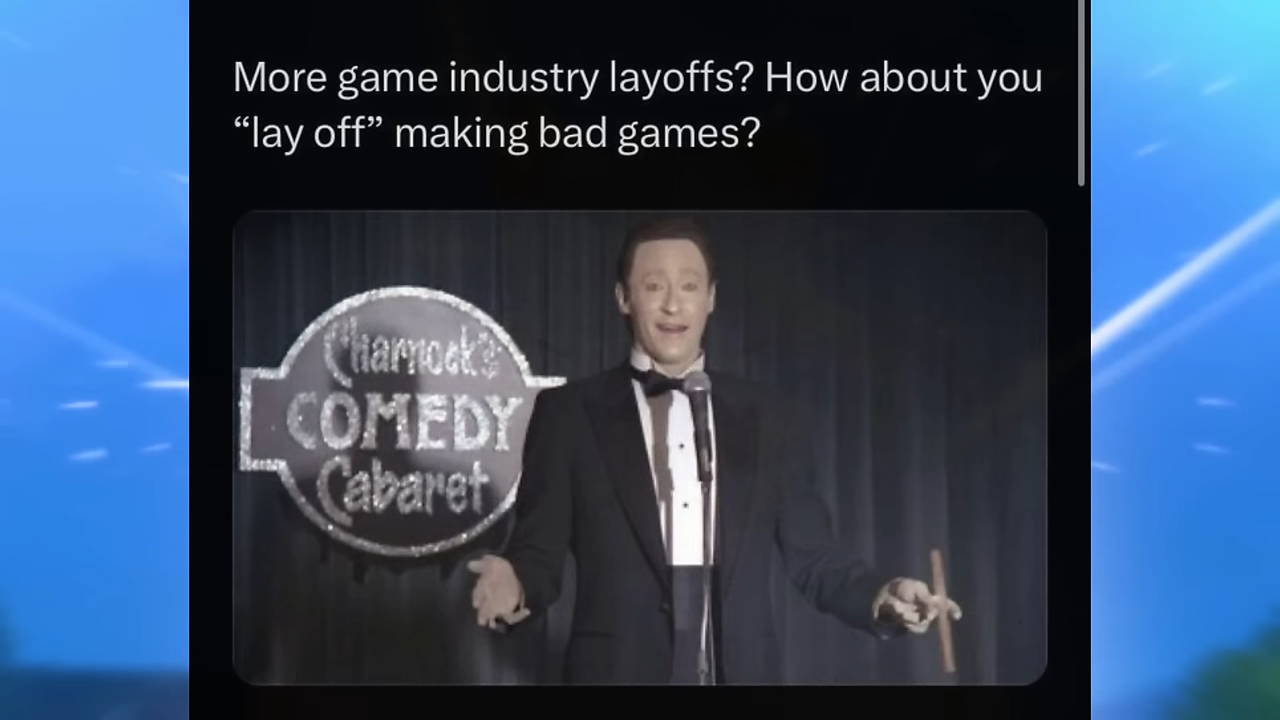 More game industry layoffs? How about you
“lay off” making bad games?
Charnock's
COMEDY
Cabaret